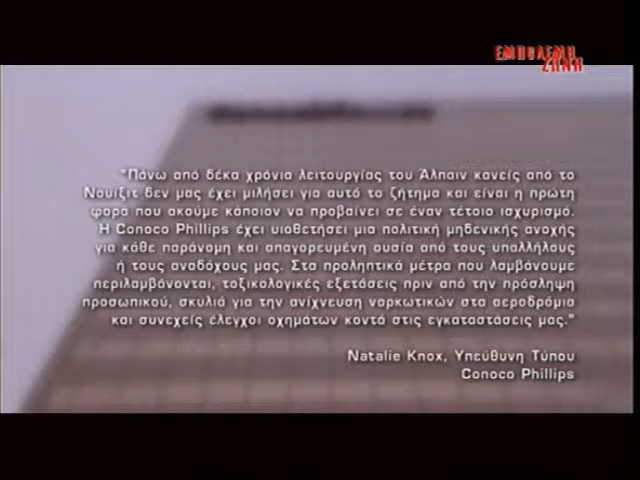 ΕΜΠΟΛΕΜΗ
ΖΩΝΗ
"Πάνω από δέκα χρόνια λειτουργίας του Άλπαιν κανείς από το
Νουιξιτ δεν μας έχει μιλήσει για αυτό το ζήτημα και είναι η πρώτη
φορα που ακούμε κάποιον να προβαίνει σε έναν τέτοιο ισχυρισμό.
Η Conoco Phillips έχει υιοθετήσει μια πολιτική μηδενικής ανοχής
για κάθε παράνομη και απαγορευμένη ουσία από τους υπαλλήλους
ή τους αναδόχους μας. Στα προληπτικά μέτρα που λαμβάνουμε
περιλαμβάνονται, τοξικολογικές εξετάσεις πριν από την πρόσληψη
προσωπικού, σκυλιά για την ανίχνευση ναρκωτικών στα αεροδρόμια
και συνεχείς έλεγχοι οχημάτων κοντά στις εγκαταστάσεις μας."
Natalie Knox, Υπεύθυνη Τύπου
Conoco Phillips